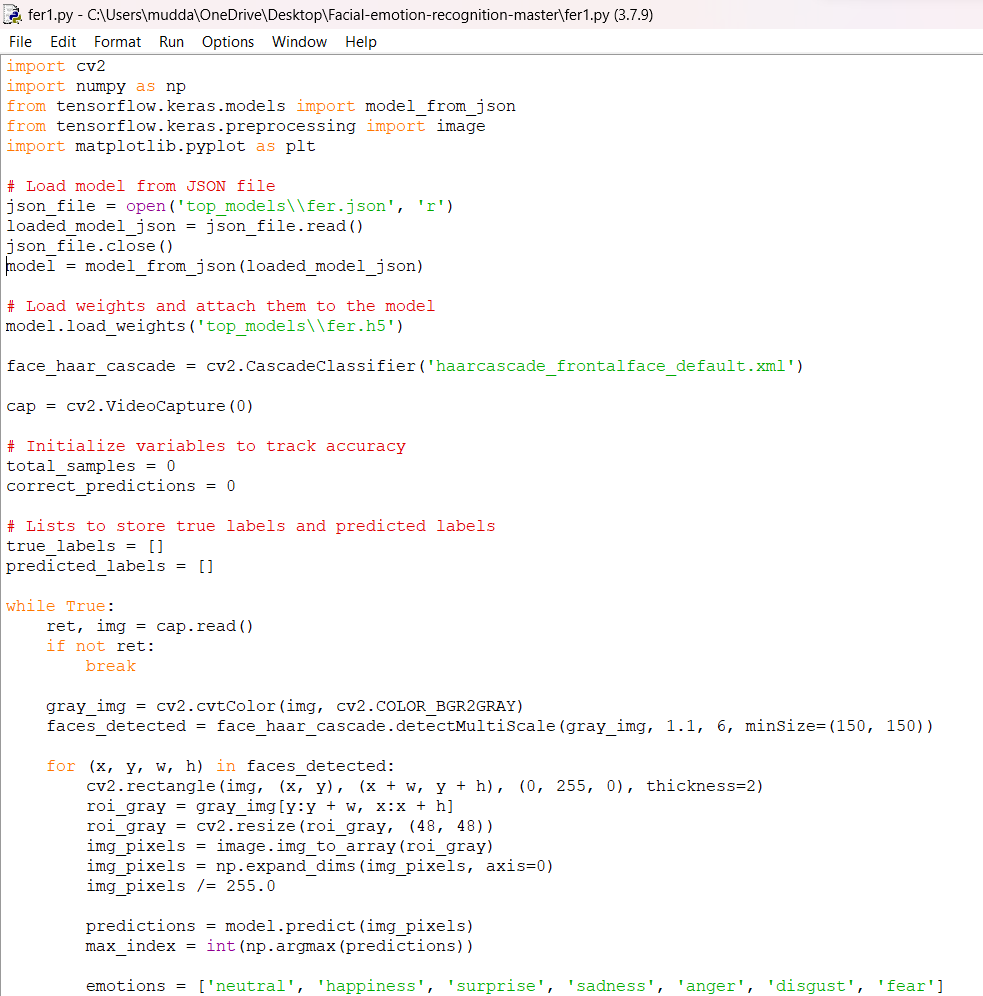 fer1.py - C:\Users\mudda\OneDrive\Desktop\Facial-emotion-recognition-master\fer1.py (3.7.9)
File Edit Format Run Options Window Help
import cv2
import numpy as np
from tensorflow.keras.models import model_from_json
from tensorflow.keras.preprocessing import image
import matplotlib.pyplot as plt

# Load model from JSON file
json_file = open('top_models\\fer.json', 'r')
loaded_model_json = json_file.read()
json_file.close()
model = model_from_json(loaded_model_json)

# Load weights and attach them to the model
model.load_weights('top_models\\fer.h5')

face_haar_cascade = cv2.CascadeClassifier('haarcascade_frontalface_default.xml')

cap = cv2.VideoCapture(0)

# Initialize variables to track accuracy
total_samples = 0
correct_predictions = 0

# Lists to store true labels and predicted labels
true_labels = []
predicted_labels = []

while True:
    ret, img = cap.read()
    if not ret:
        break

    gray_img = cv2.cvtColor(img, cv2.COLOR_BGR2GRAY)
    faces_detected = face_haar_cascade.detectMultiScale(gray_img, 1.1, 6, minSize=(150, 150))

    for (x, y, w, h) in faces_detected:
        cv2.rectangle(img, (x, y), (x + w, y + h), (0, 255, 0), thickness=2)
        roi_gray = gray_img[y:y + w, x:x + h]
        roi_gray = cv2.resize(roi_gray, (48, 48))
        img_pixels = image.img_to_array(roi_gray)
        img_pixels = np.expand_dims(img_pixels, axis=0)
        img_pixels /= 255.0

        predictions = model.predict(img_pixels)
        max_index = int(np.argmax(predictions))

        emotions = ['neutral', 'happiness', 'surprise', 'sadness', 'anger', 'disgust', 'fear']